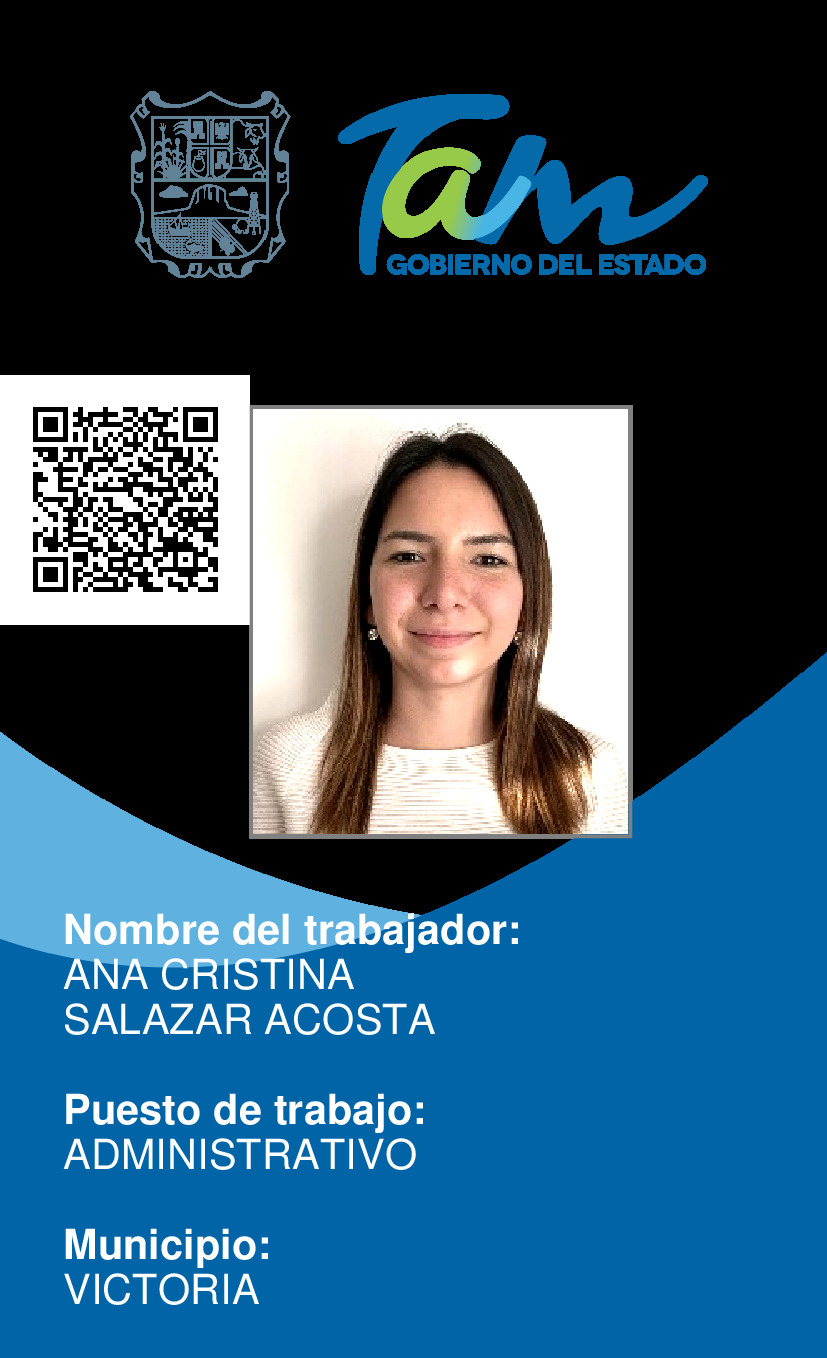 Tam
GOBIERNO DEL ESTADO
Nombre del trabajador:
ANA CRISTINA
SALAZAR ACOSTA
Puesto de trabajo:
ADMINISTRATIVO
Municipio:
VICTORIA